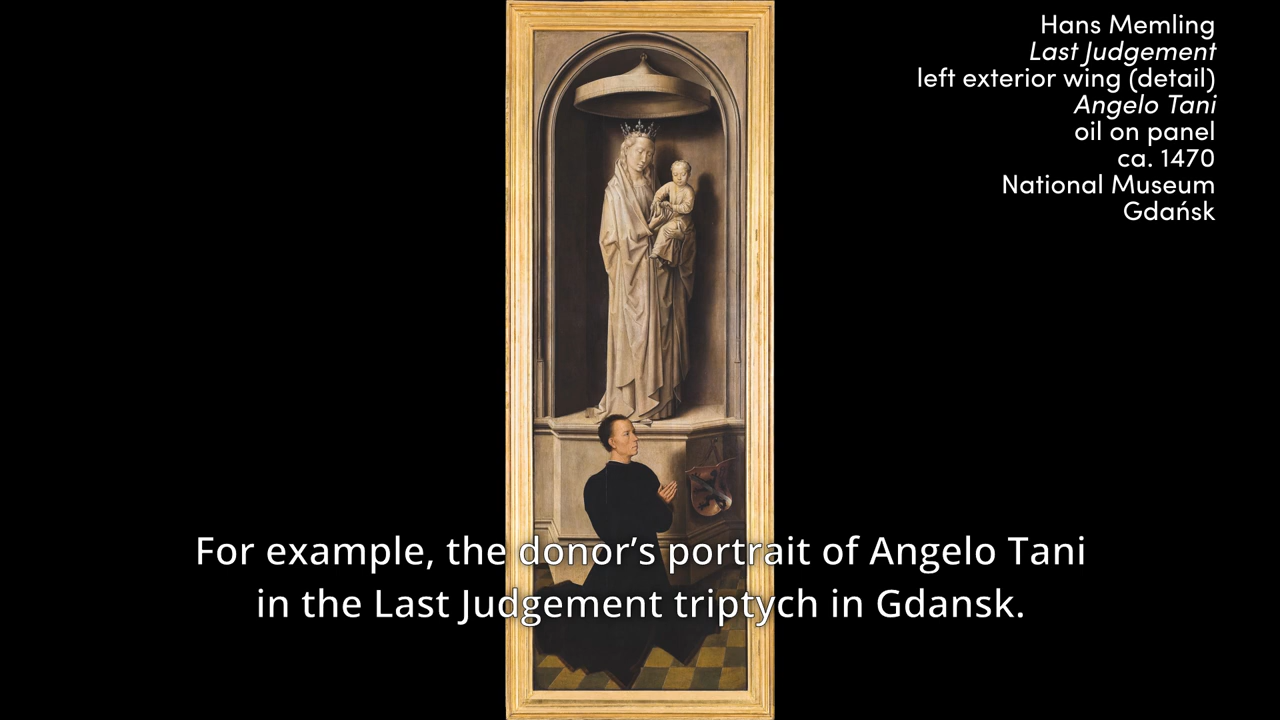 Hans Memling
Last Judgement
left exterior wing (detail)
Angelo Tani
oil on panel
ca. 1470
National Museum
Gdańsk
For example, the donor’s portrait of Angelo Tani
in the Last Judgement triptych in Gdansk.